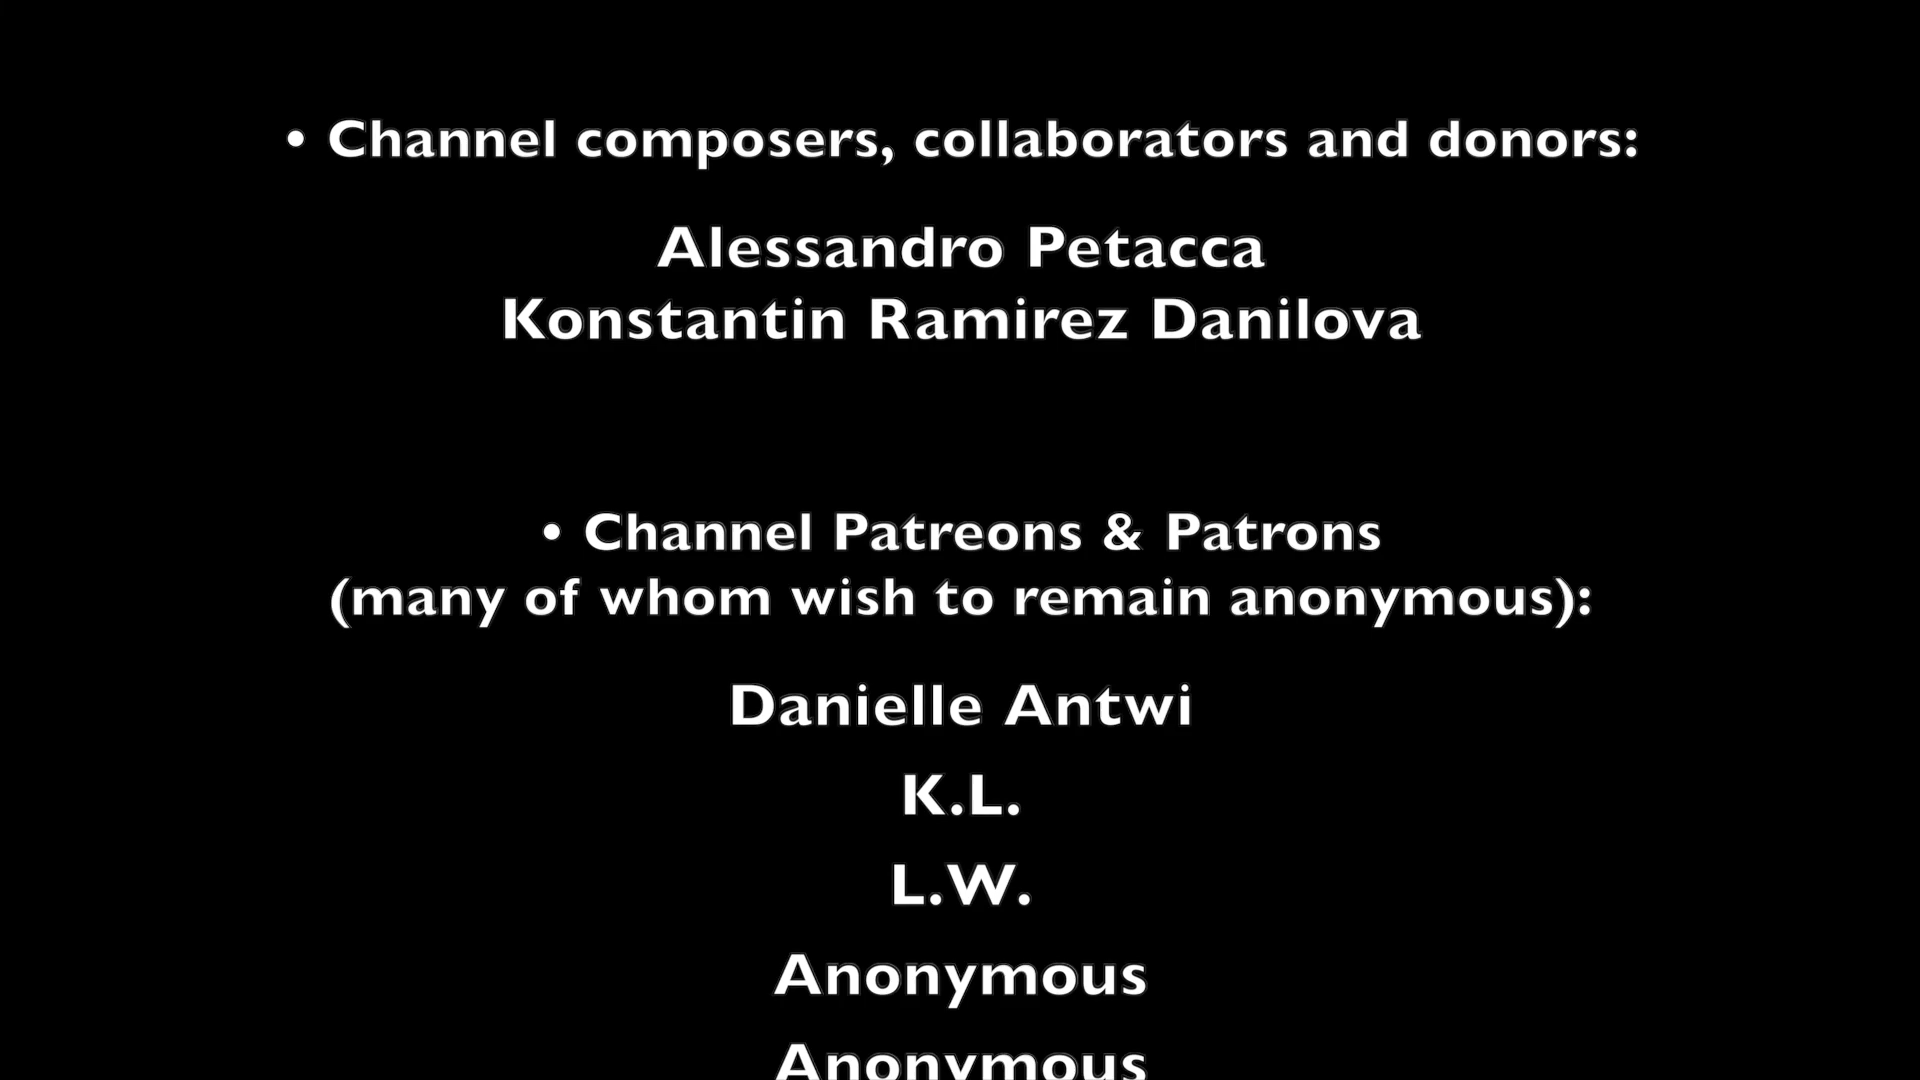 • Channel composers, collaborators and donors:
Alessandro Petacca
Konstantin Ramirez Danilova
• Channel Patreons & Patrons
(many of whom wish to remain anonymous):
Danielle Antwi
K.L.
L.W.
Anonymous
Anonymous